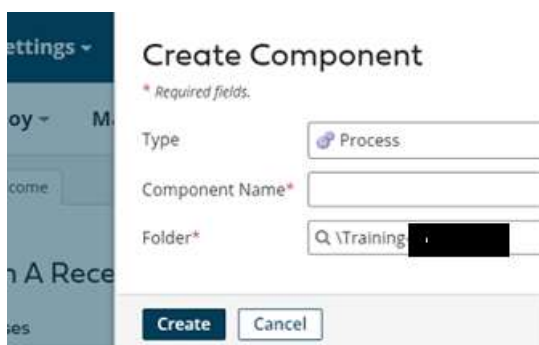 ettings
Create Component
* Required fields.
oy
M
Type
Process
Component Name*
come
Folder*
\Training
n A Rece
ses
Create
Cancel